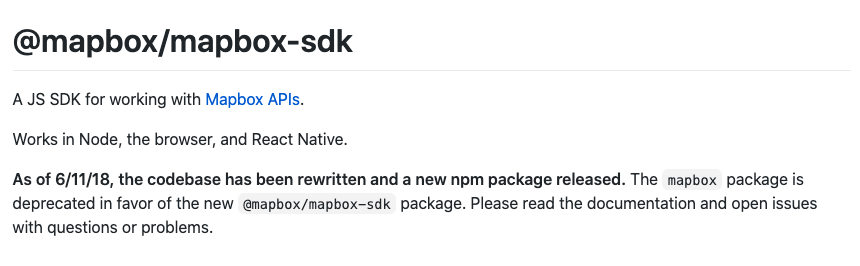 @mapbox/mapbox-sdk
A JS SDK for working with Mapbox APIs.
Works in Node, the browser, and React Native.
As of 6/11/18, the codebase has been rewritten and a new npm package released. The mapbox package is
deprecated in favor of the new @mapbox/mapbox-sdk package. Please read the documentation and open issues
with questions or problems.